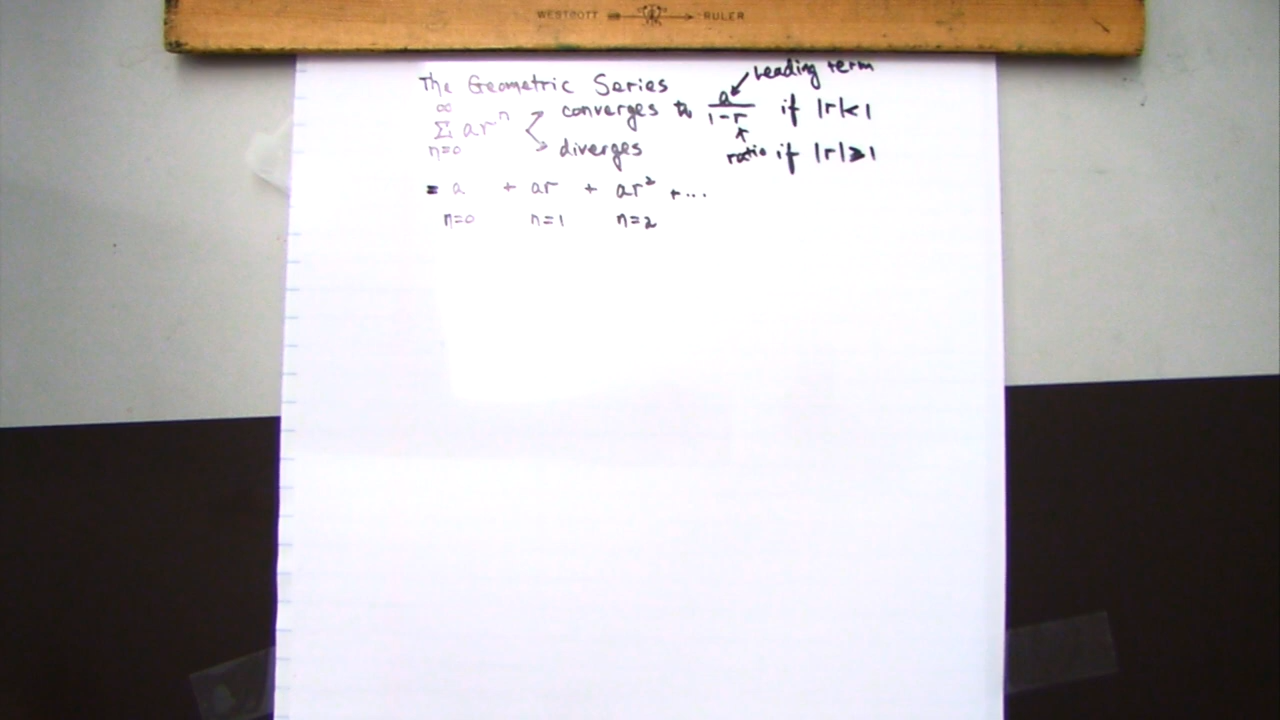 WESTCOTT RULER
The Geometric Series
leading term
∞
Σ ar^n
n=0
converges to a/(1-r) if |r|<1
ratio
diverges if |r|≥1
= a + ar + ar² + ...
n=0 n=1 n=2